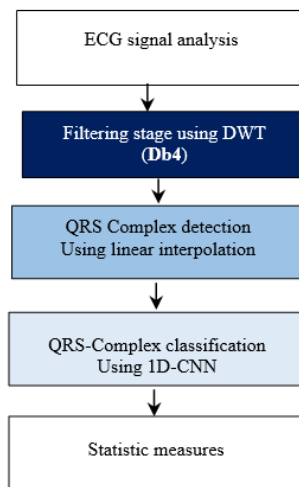 ECG signal analysis
Filtering stage using DWT
(Db4)
QRS Complex detection
Using linear interpolation
QRS-Complex classification
Using 1D-CNN
Statistic measures